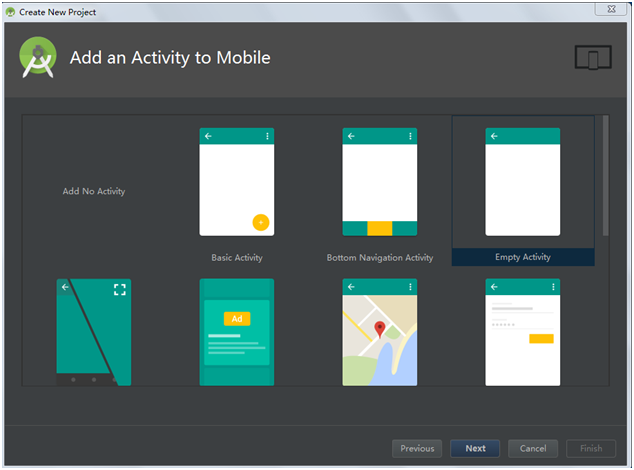 Create New Project
Add an Activity to Mobile
Add No Activity
Basic Activity
Bottom Navigation Activity
Empty Activity
Ad
Previous
Next
Cancel
Finish